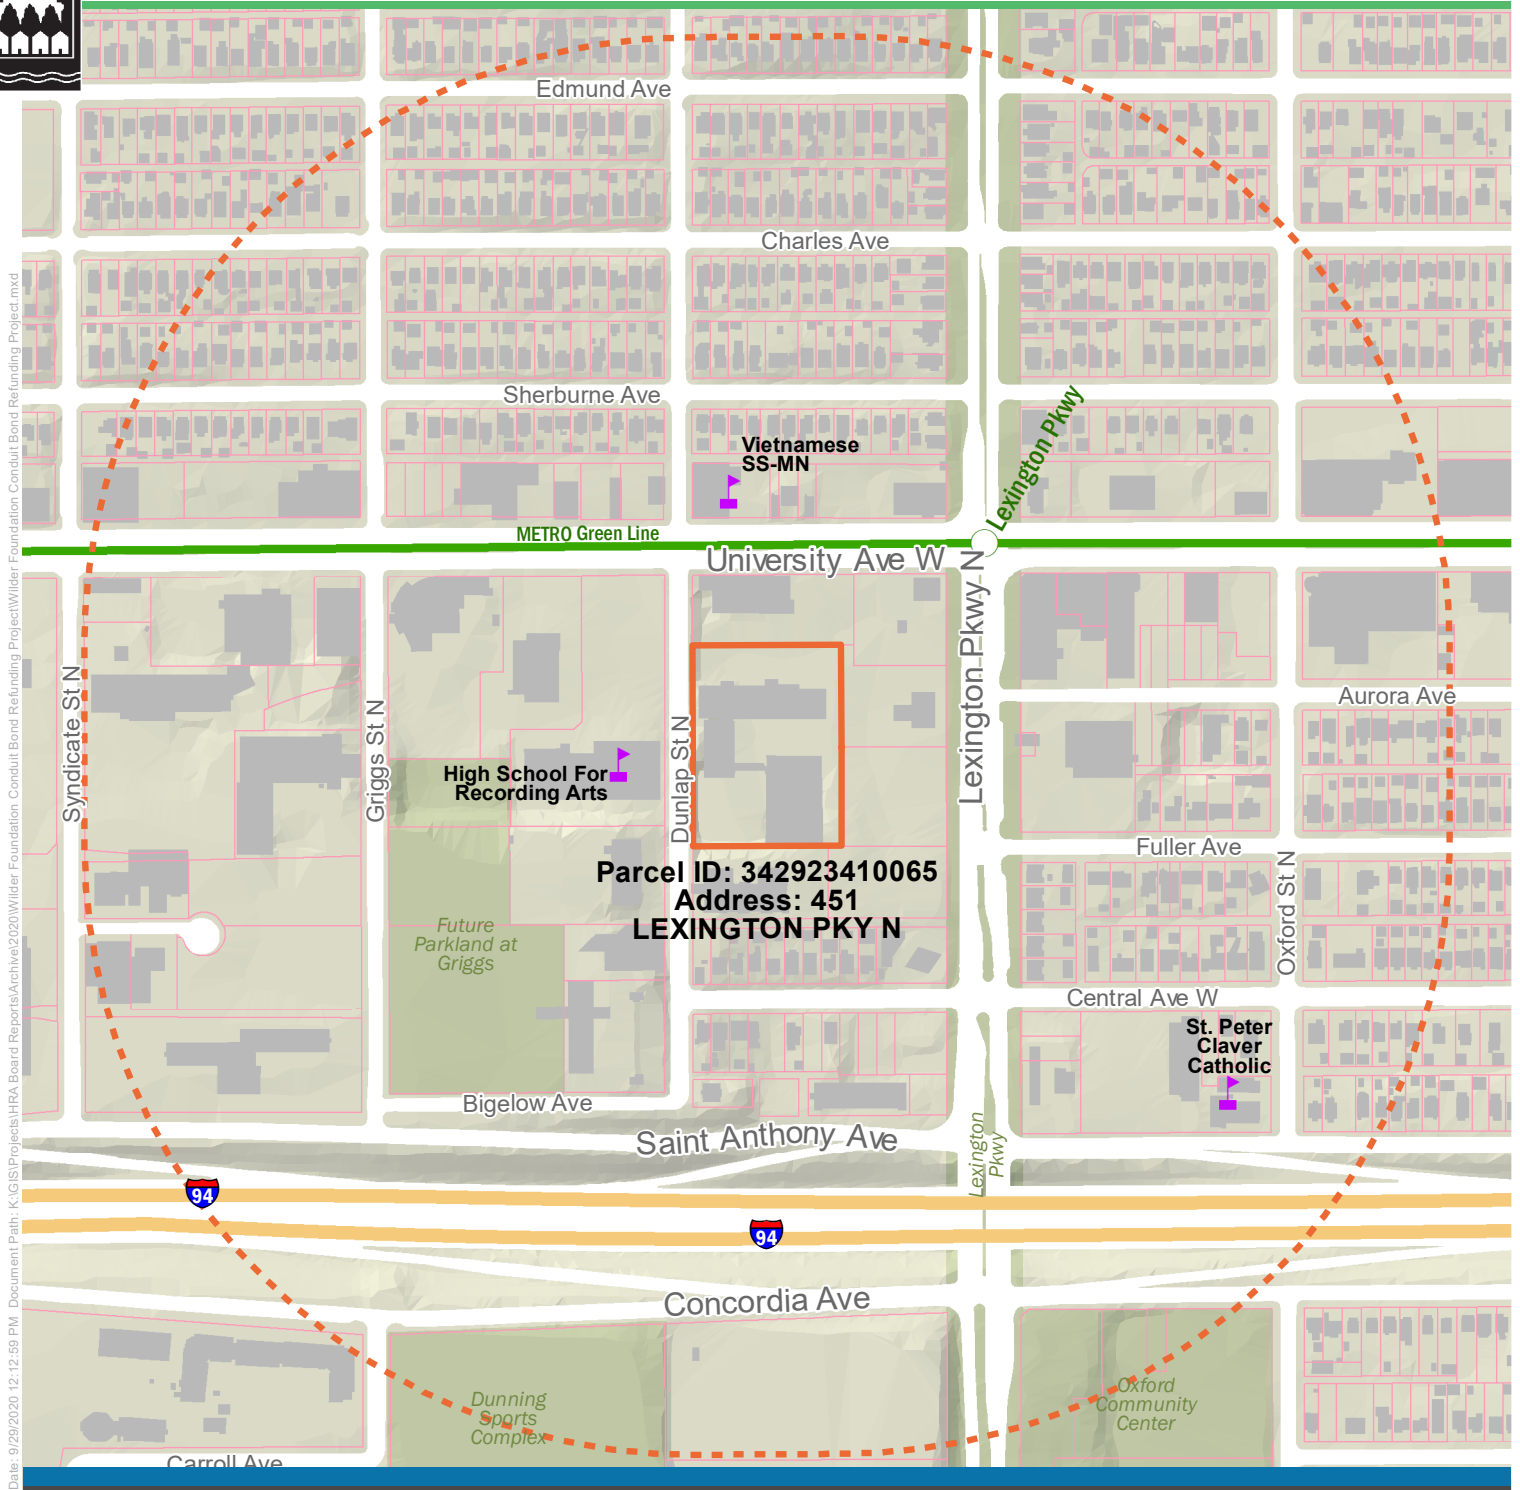 Edmund Ave
Charles Ave
Sherburne Ave
Vietnamese
SS-MN
Lexington Pkwy
METRO Green Line
University Ave W
Lexington Pkwy N
Syndicate St N
Griggs St N
Dunlap St N
Aurora Ave
High School For
Recording Arts
Fuller Ave
Oxford St N
Parcel ID: 342923410065
Address: 451
LEXINGTON PKY N
Future
Parkland at
Griggs
Central Ave W
St. Peter
Claver
Catholic
Bigelow Ave
Saint Anthony Ave
Lexington
Pkwy
94
94
Concordia Ave
Dunning
Sports
Complex
Oxford
Community
Center
Carroll Ave
Date: 9/29/2020 12:12:59 PM Document Path: K:\GIS\Projects\HRA Board Reports\Archive\2020\Wilder Foundation Conduit Bond Refunding Project\Wilder Foundation Conduit Bond Refunding Project.mxd